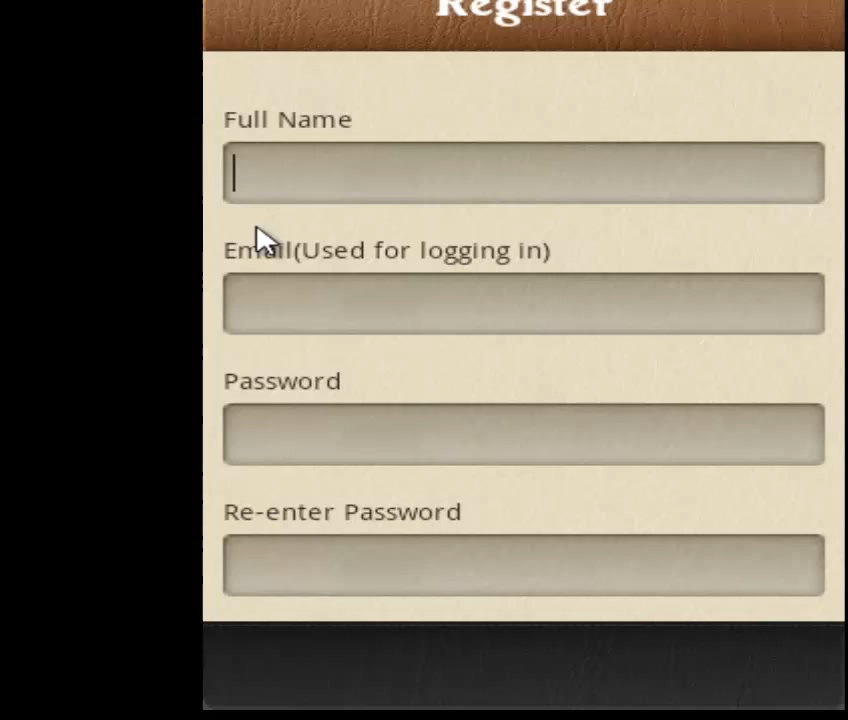 Register
Full Name
Email(Used for logging in)
Password
Re-enter Password